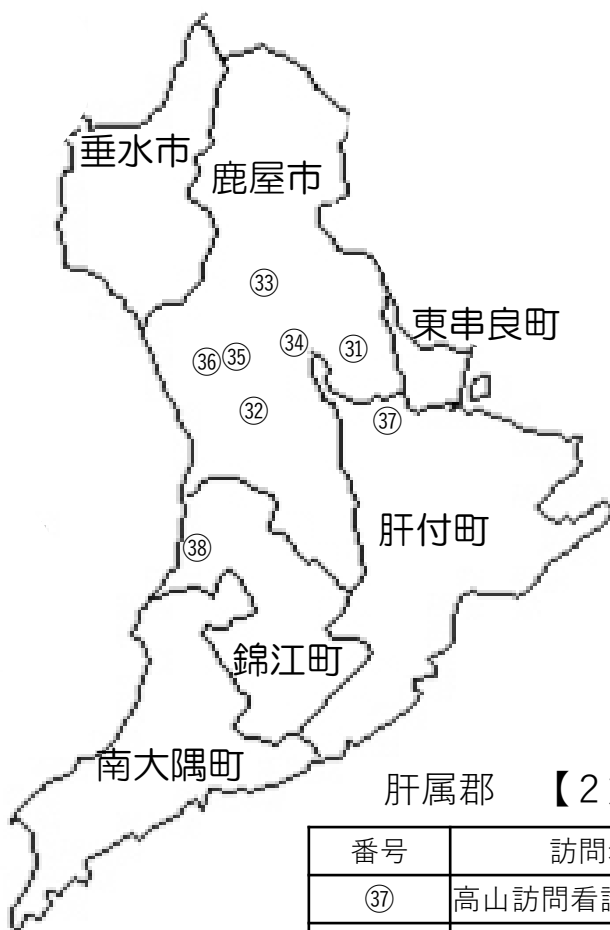 垂水市
鹿屋市
㉝
東串良町
㉞
㉛
㊱
㉟
㉜
㊲
肝付町
㊳
錦江町
南大隅町
肝属郡 【2
番号 訪問
㊲ 高山訪問看